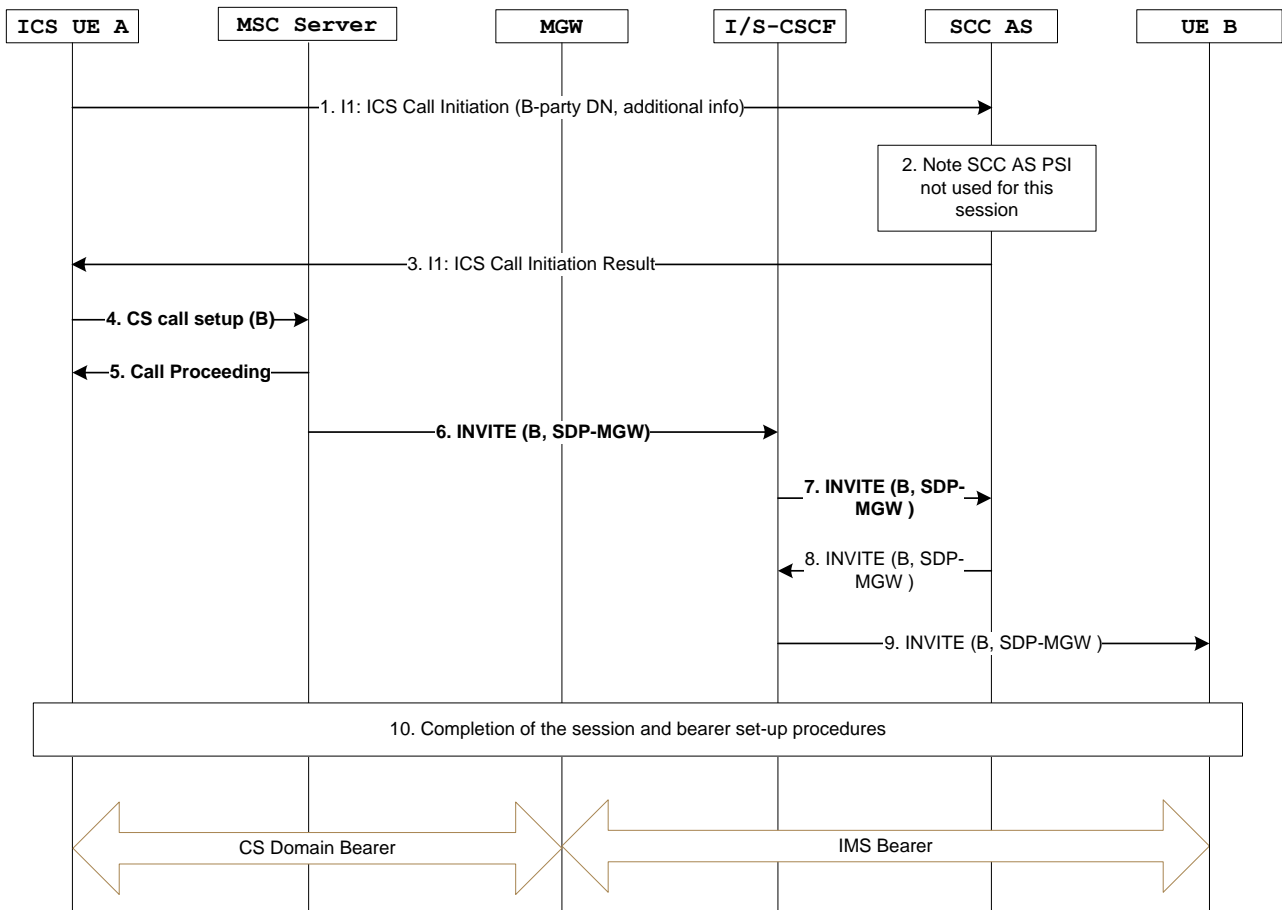 ICS UE A
MSC Server
MGW
I/S-CSCF
SCC AS
UE B
1. I1: ICS Call Initiation (B-party DN, additional info)
2. Note SCC AS PSI
not used for this
session
3. I1: ICS Call Initiation Result
4. CS call setup (B)
5. Call Proceeding
6. INVITE (B, SDP-MGW)
7. INVITE (B, SDP-
MGW )
8. INVITE (B, SDP-
MGW )
9. INVITE (B, SDP-MGW )
10. Completion of the session and bearer set-up procedures
CS Domain Bearer
IMS Bearer